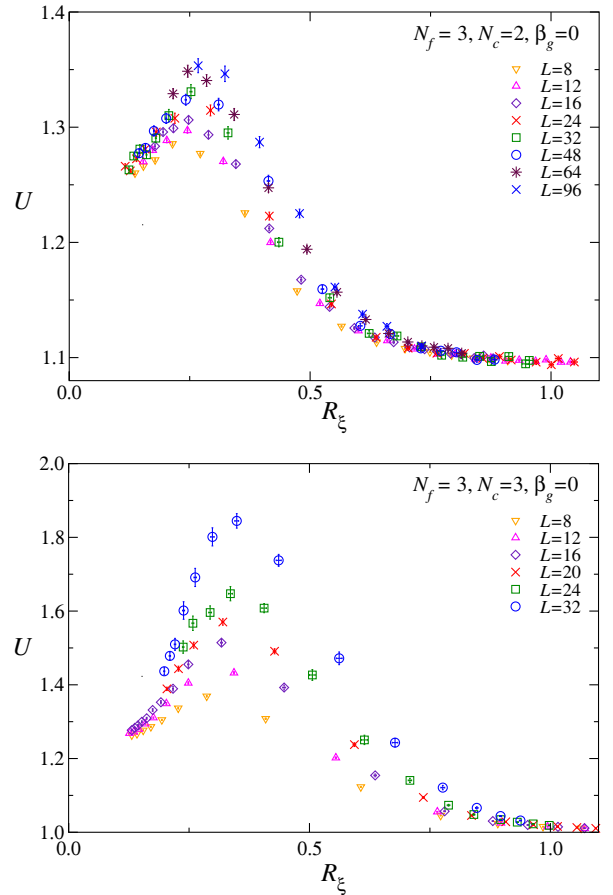 1.4
N_f = 3, N_c=2, β_g=0
L=8
L=12
1.3
L=16
L=24
L=32
L=48
U
L=64
L=96
1.2
1.1
0.0 0.5 1.0
R_ξ
2.0
N_f = 3, N_c=3, β_g=0
L=8
1.8
L=12
L=16
L=20
L=24
1.6
L=32
U
1.4
1.2
1.0
0.0 0.5 1.0
R_ξ